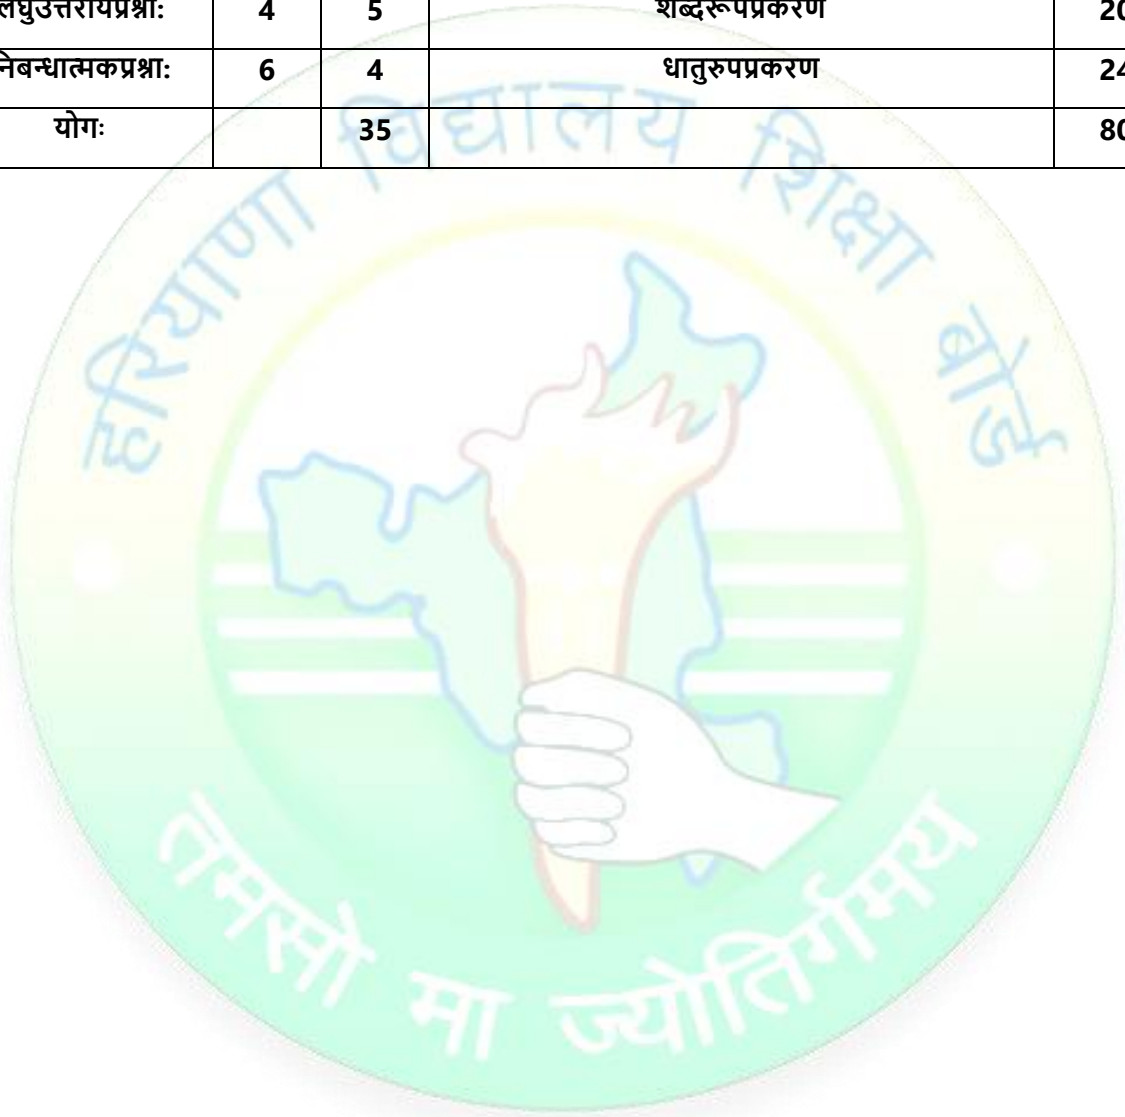 लघुउत्तरीयप्रश्ना: 4 5 शब्दरूपप्रकरण 20
निबन्धात्मकप्रश्ना: 6 4 धातुरुपप्रकरण 24
योगः 35 80
हरियाणा विद्यालय शिक्षा बोर्ड
तमसो मा ज्योतिर्गमय